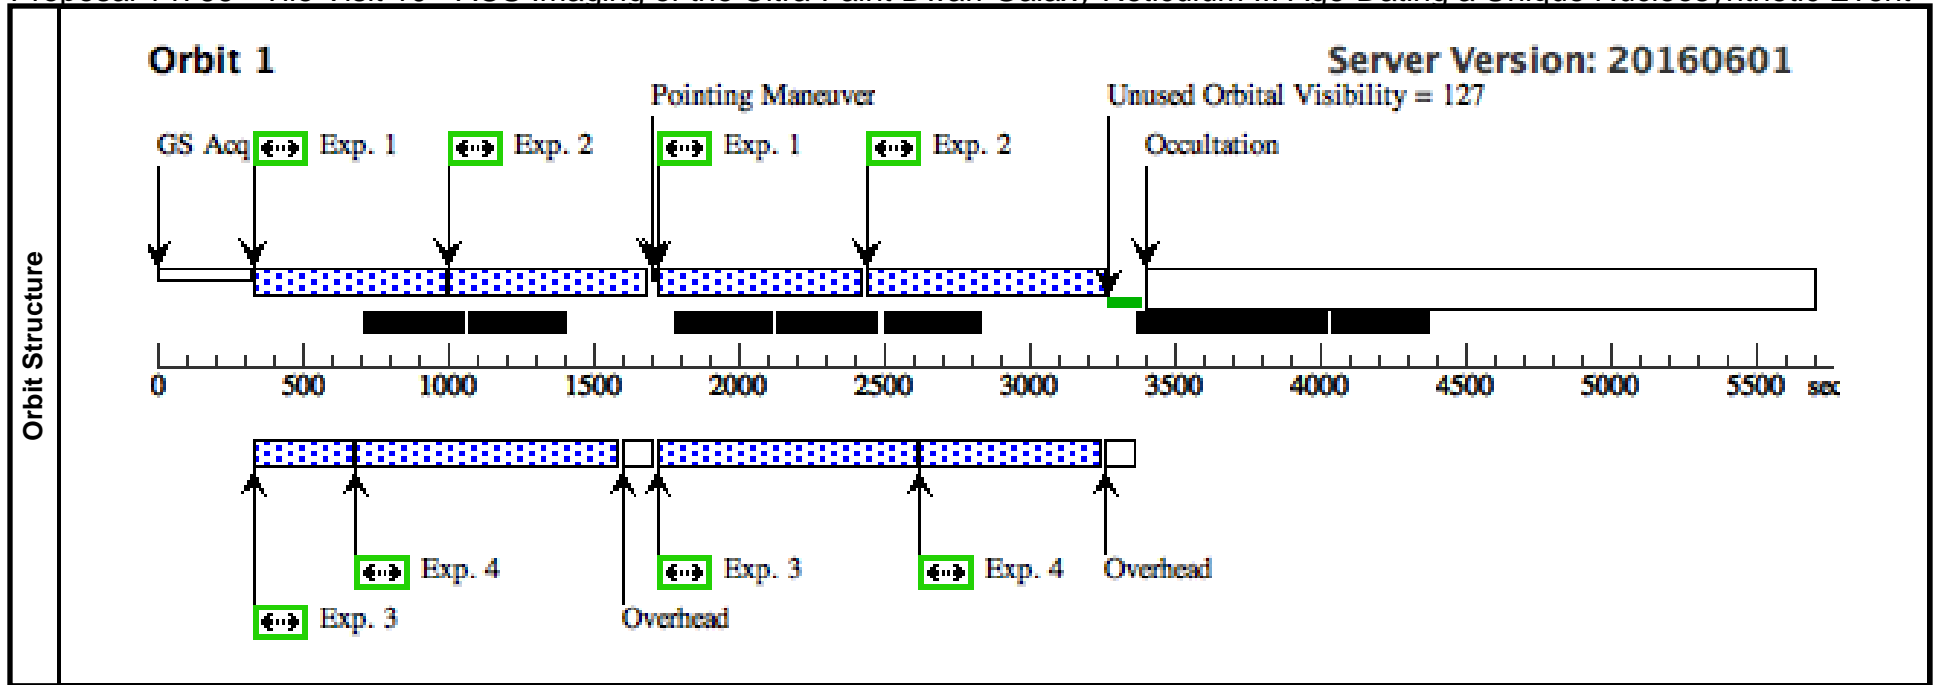 Orbit 1
Server Version: 20160601
Pointing Maneuver
Unused Orbital Visibility = 127
GS Acq
Exp. 1
Exp. 2
Exp. 1
Exp. 2
Occultation
Orbit Structure
0 500 1000 1500 2000 2500 3000 3500 4000 4500 5000 5500 sec
Exp. 4
Exp. 3
Exp. 4
Overhead
Exp. 3
Overhead